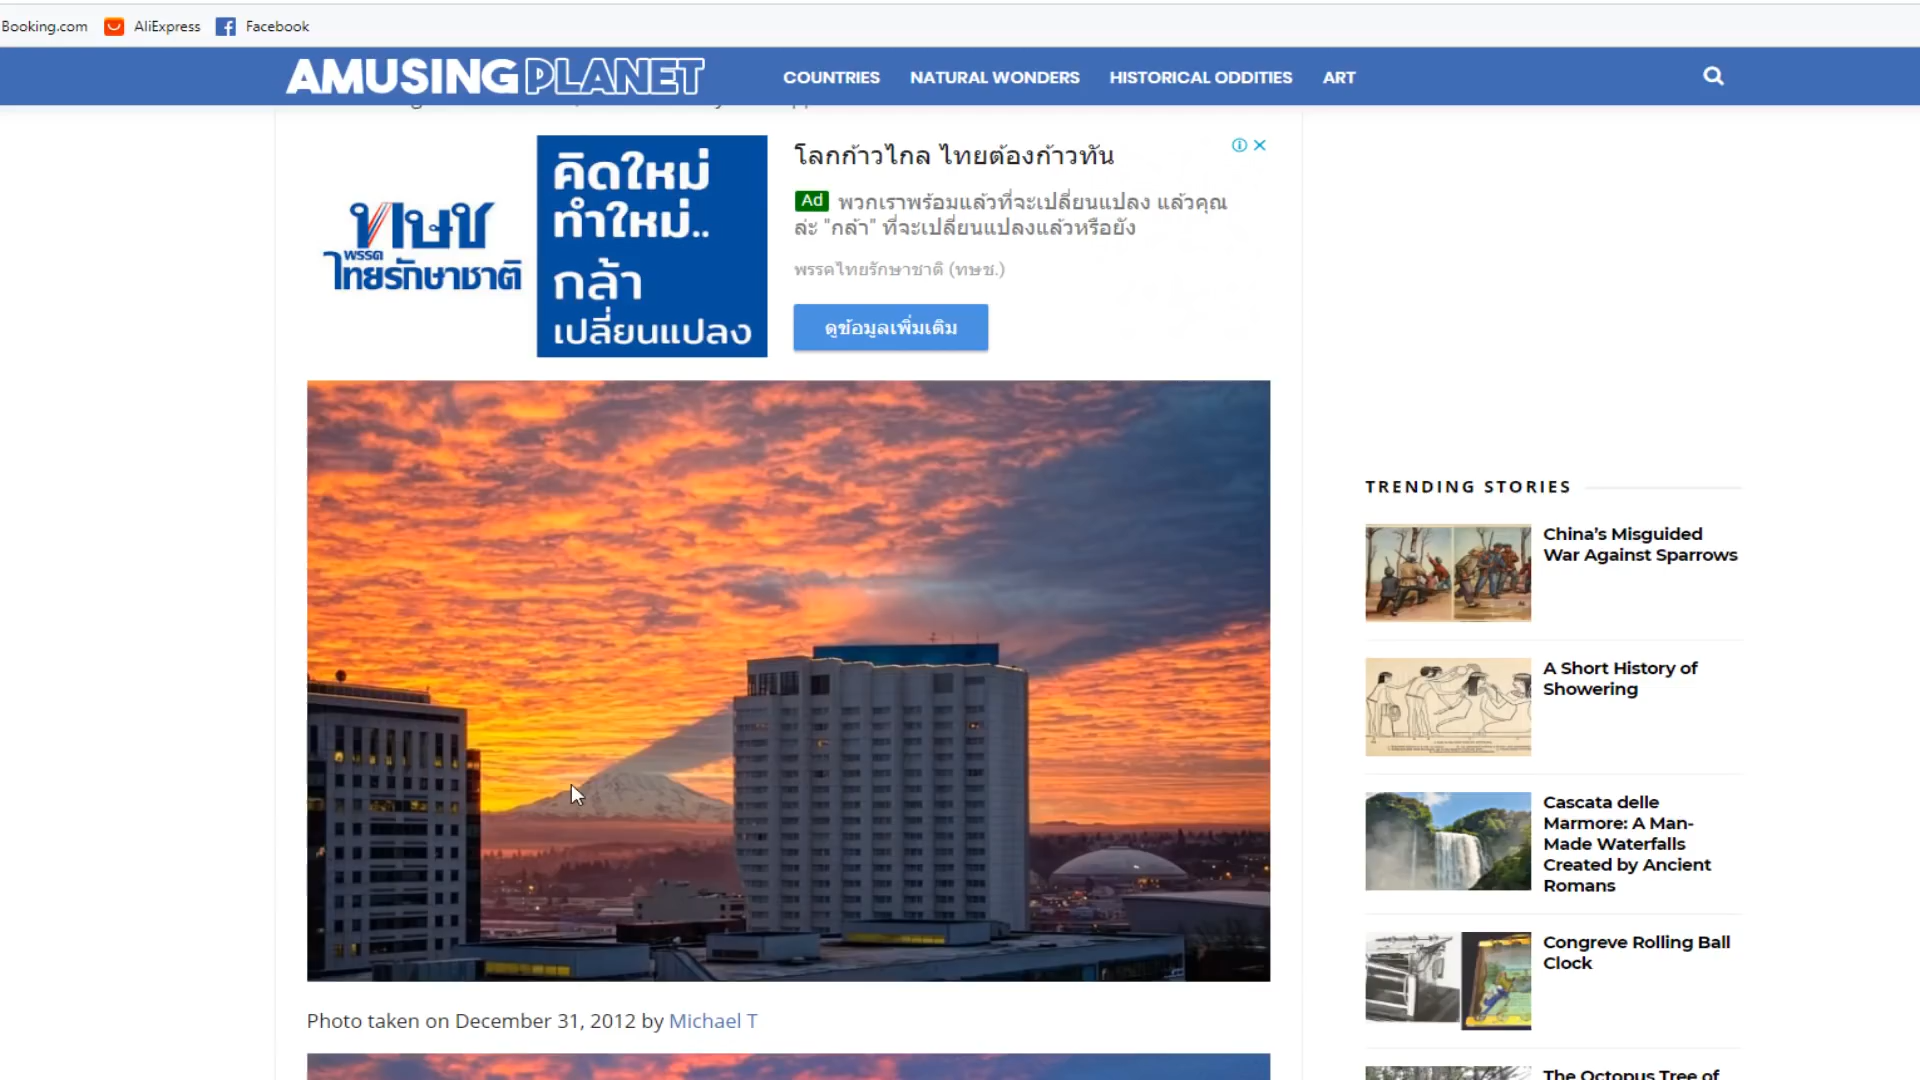 Booking.com AliExpress Facebook
AMUSING PLANET COUNTRIES NATURAL WONDERS HISTORICAL ODDITIES ART
ทษช
พรรค
ไทยรักษาชาติ
คิดใหม่
ทำใหม่..
กล้า
เปลี่ยนแปลง
โลกก้าวไกล ไทยต้องก้าวทัน
Ad พวกเราพร้อมแล้วที่จะเปลี่ยนแปลง แล้วคุณ
ล่ะ "กล้า" ที่จะเปลี่ยนแปลงแล้วหรือยัง
พรรคไทยรักษาชาติ (ทษช.)
ดูข้อมูลเพิ่มเติม
Photo taken on December 31, 2012 by Michael T
TRENDING STORIES
China’s Misguided
War Against Sparrows
A Short History of
Showering
Cascata delle
Marmore: A Man-
Made Waterfalls
Created by Ancient
Romans
Congreve Rolling Ball
Clock
The Octopus Tree of